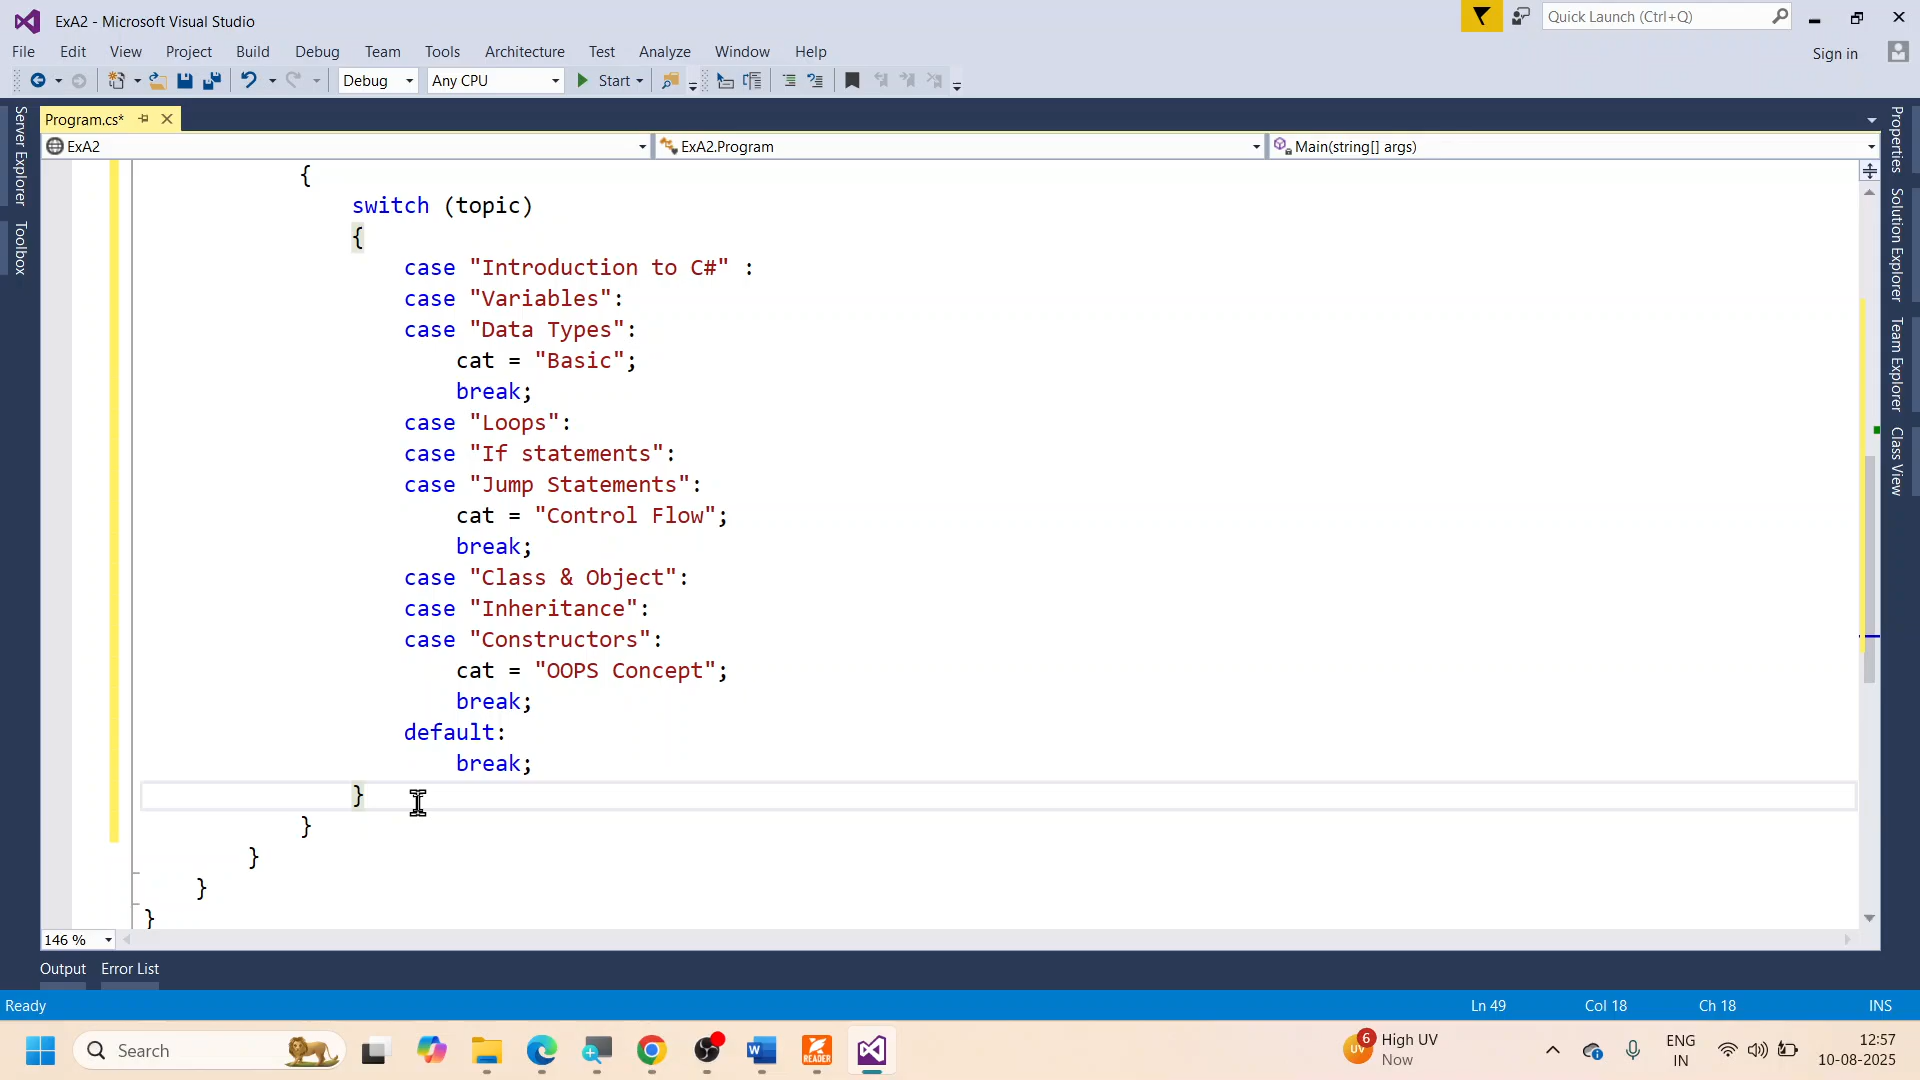 ExA2 - Microsoft Visual Studio
Quick Launch (Ctrl+Q)
File Edit View Project Build Debug Team Tools Architecture Test Analyze Window Help
Sign in
Debug Any CPU Start
Program.cs*
ExA2 ExA2.Program Main(string[] args)
Server Explorer
Toolbox
Properties
Solution Explorer
Team Explorer
Class View
{
switch (topic)
{
case "Introduction to C#" :
case "Variables":
case "Data Types":
cat = "Basic";
break;
case "Loops":
case "If statements":
case "Jump Statements":
cat = "Control Flow";
break;
case "Class & Object":
case "Inheritance":
case "Constructors":
cat = "OOPS Concept";
break;
default:
break;
}
}
}
}
}
146 %
Output Error List
Ready Ln 49 Col 18 Ch 18 INS
Search
READER
UV 6
High UV
Now
ENG
IN
12:57
10-08-2025